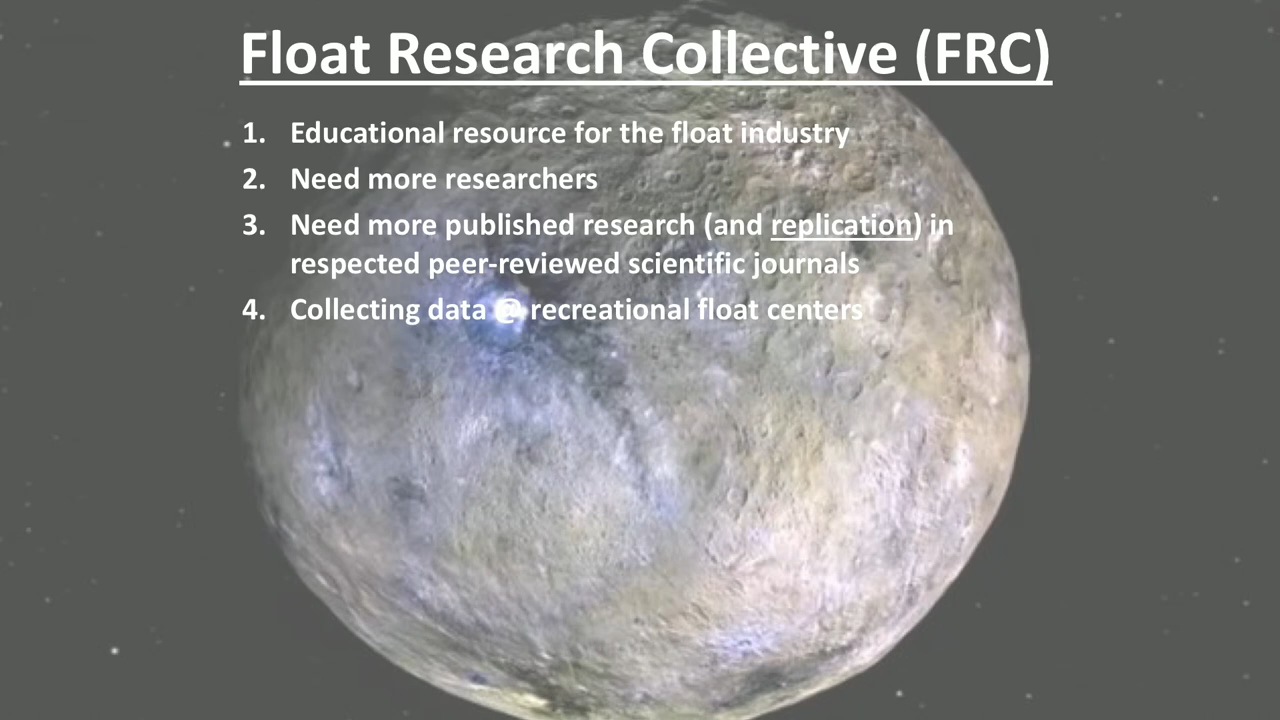 Float Research Collective (FRC)
1. Educational resource for the float industry
2. Need more researchers
3. Need more published research (and replication) in
respected peer-reviewed scientific journals
4. Collecting data @ recreational float centers